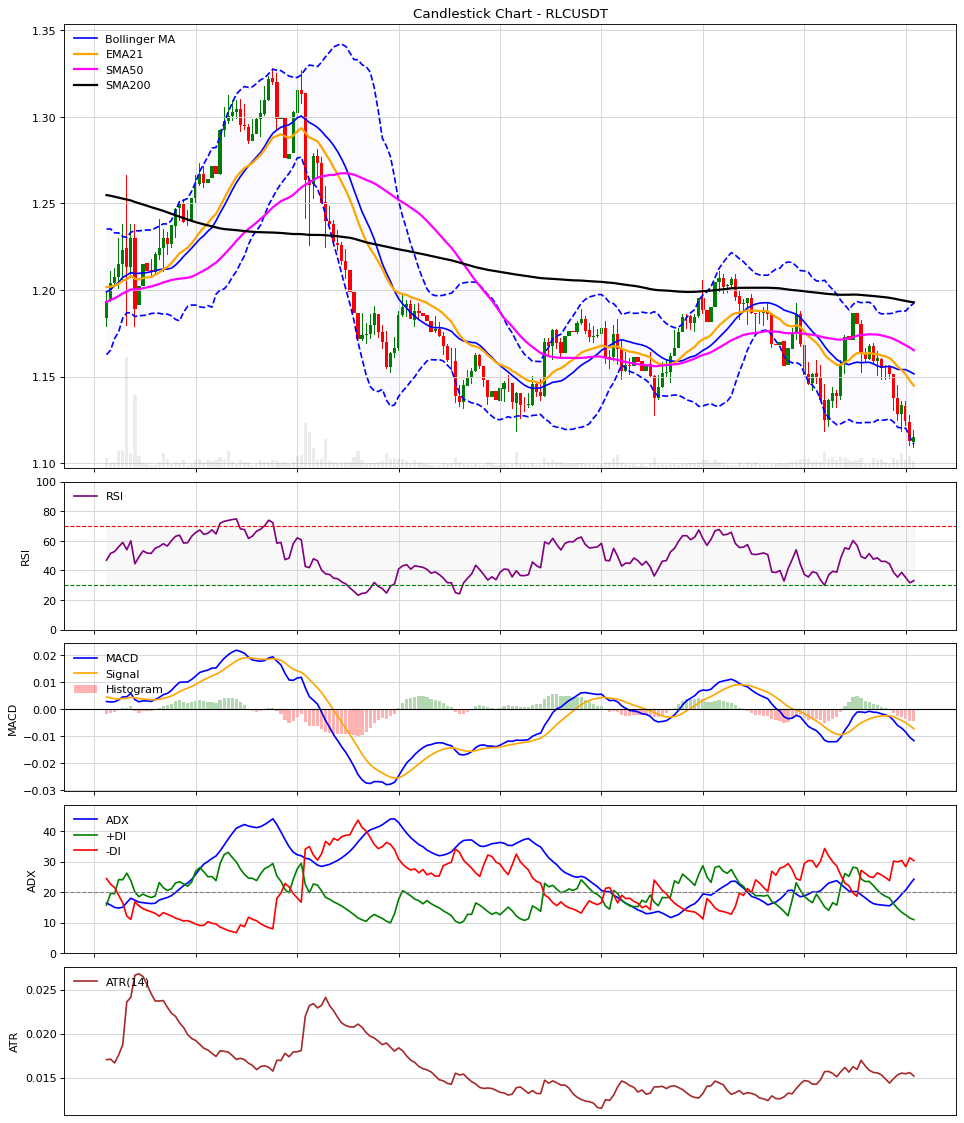 Candlestick Chart - RLCUSDT
1.35
1.30
1.25
1.20
1.15
1.10
Bollinger MA
EMA21
SMA50
SMA200
100
80
60
40
20
0
RSI
RSI
0.02
0.01
0.00
−0.01
−0.02
−0.03
MACD
MACD
Signal
Histogram
40
30
20
10
0
ADX
ADX
+DI
-DI
0.025
0.020
0.015
ATR
ATR(14)